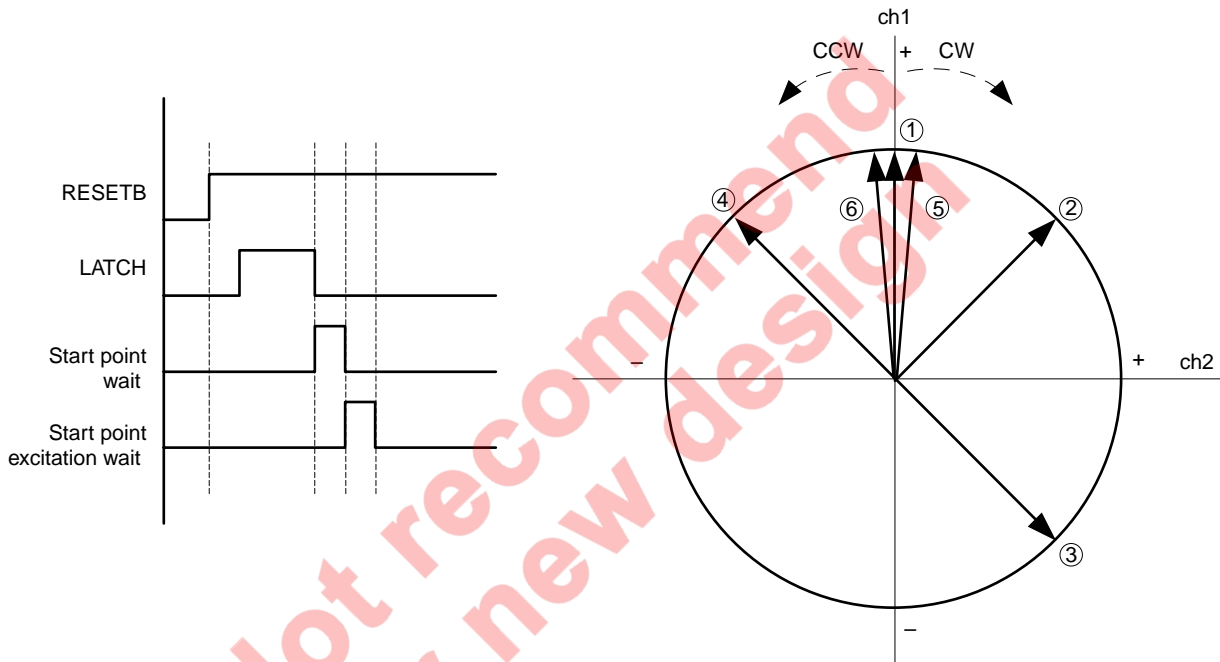 RESETB
LATCH
Start point
wait
Start point
excitation wait
ch1
CCW + CW
①
④ ⑥ ⑤ ②
– + ch2
③
–
Not recommend
for new design